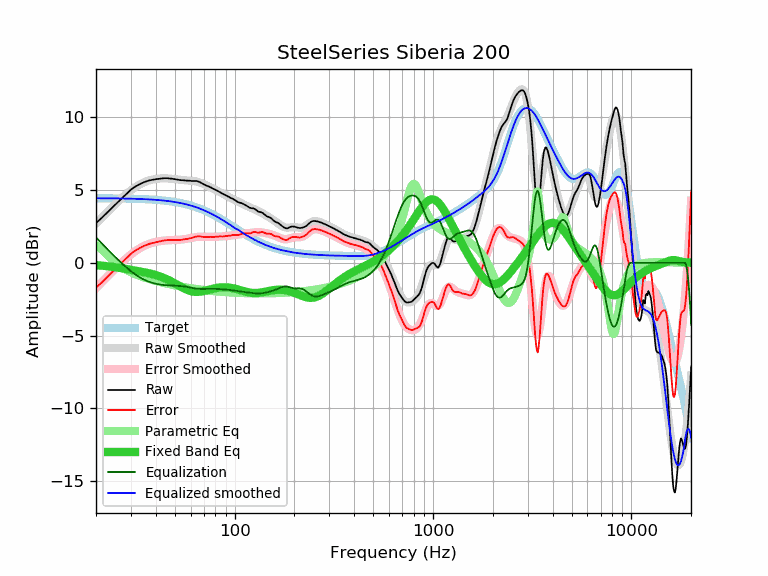 SteelSeries Siberia 200
Amplitude (dBr)
10
5
0
−5
−10
−15
Target
Raw Smoothed
Error Smoothed
Raw
Error
Parametric Eq
Fixed Band Eq
Equalization
Equalized smoothed
100
1000
10000
Frequency (Hz)